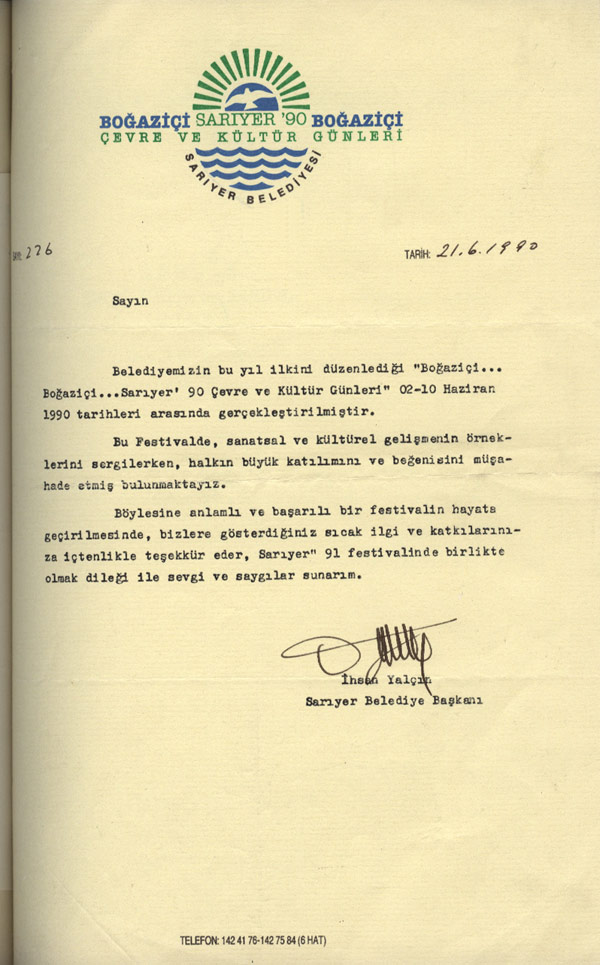 BOĞAZİÇİ SARIYER '90 BOĞAZİÇİ
ÇEVRE VE KÜLTÜR GÜNLERİ
SARIYER BELEDİYESİ
SAYI: 276
TARİH: 21.6.1990
Sayın
Belediyemizin bu yıl ilkini düzenlediği "Boğaziçi...
Boğaziçi...Sarıyer' 90 Çevre ve Kültür Günleri" 02-10 Haziran
1990 tarihleri arasında gerçekleştirilmiştir.
Bu Festivalde, sanatsal ve kültürel gelişmenin örnek-
lerini sergilerken, halkın büyük katılımını ve beğenisini müşa-
hade etmiş bulunmaktayız.
Böylesine anlamlı ve başarılı bir festivalin hayata
geçirilmesinde, bizlere gösterdiğiniz sıcak ilgi ve katkılarını-
za içtenlikle teşekkür eder, Sarıyer" 91 festivalinde birlikte
olmak dileği ile sevgi ve saygılar sunarım.
İhsan Yalçın
Sarıyer Belediye Başkanı
TELEFON: 142 41 76-142 75 84 (6 HAT)